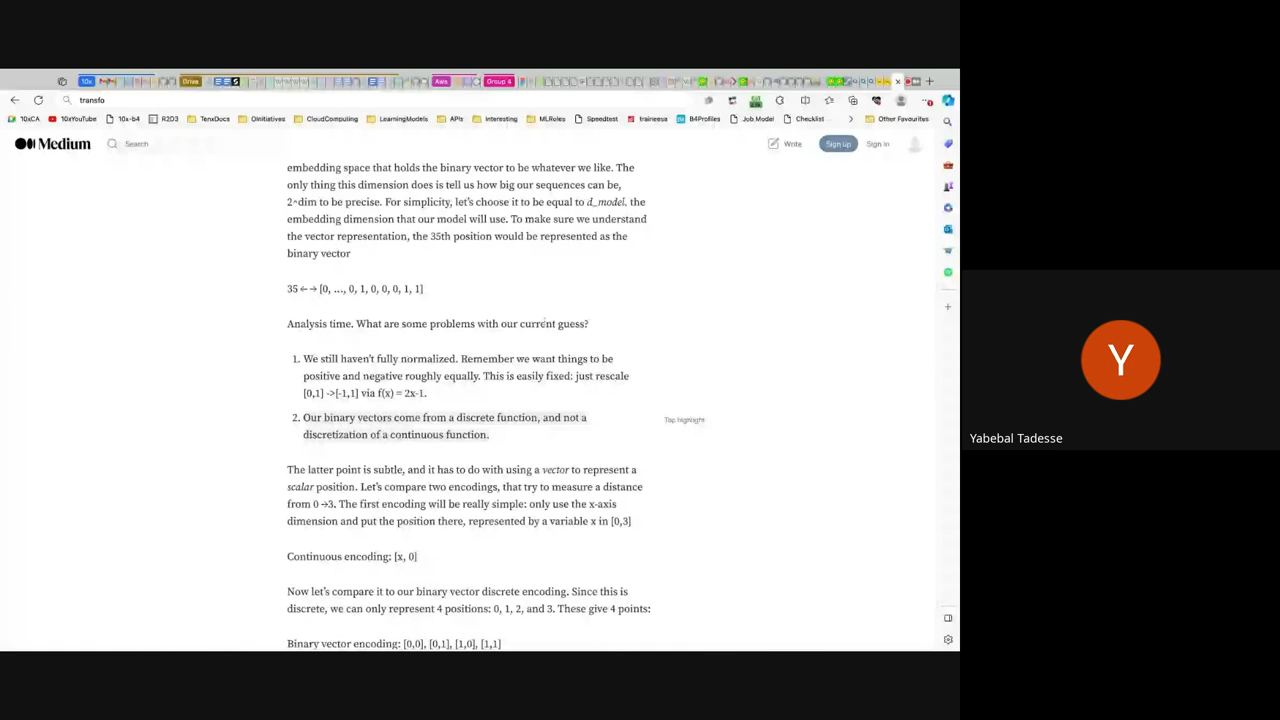 10x
Drive
Aws
Group 4
transfo
10xCA
10xYouTube
10x-b4
R2D3
TenxDocs
OInitiatives
CloudComputing
LearningModels
APIs
Interesting
MLRoles
Speedtest
traineesa
B4Profiles
Job.Model
Checklist
Other Favourites
Medium
Search
Write
Sign up
Sign In
embedding space that holds the binary vector to be whatever we like. The
only thing this dimension does is tell us how big our sequences can be,
2^dim to be precise. For simplicity, let's choose it to be equal to d_model, the
embedding dimension that our model will use. To make sure we understand
the vector representation, the 35th position would be represented as the
binary vector
35 ←→ [0, ..., 0, 1, 0, 0, 0, 1, 1]
Analysis time. What are some problems with our current guess?
1. We still haven't fully normalized. Remember we want things to be
positive and negative roughly equally. This is easily fixed: just rescale
[0,1] ->[-1,1] via f(x) = 2x-1.
2. Our binary vectors come from a discrete function, and not a
discretization of a continuous function.
Top highlight
The latter point is subtle, and it has to do with using a vector to represent a
scalar position. Let's compare two encodings, that try to measure a distance
from 0 →3. The first encoding will be really simple: only use the x-axis
dimension and put the position there, represented by a variable x in [0,3]
Continuous encoding: [x, 0]
Now let's compare it to our binary vector discrete encoding. Since this is
discrete, we can only represent 4 positions: 0, 1, 2, and 3. These give 4 points:
Binary vector encoding: [0,0], [0,1], [1,0], [1,1]
Y
Yabebal Tadesse